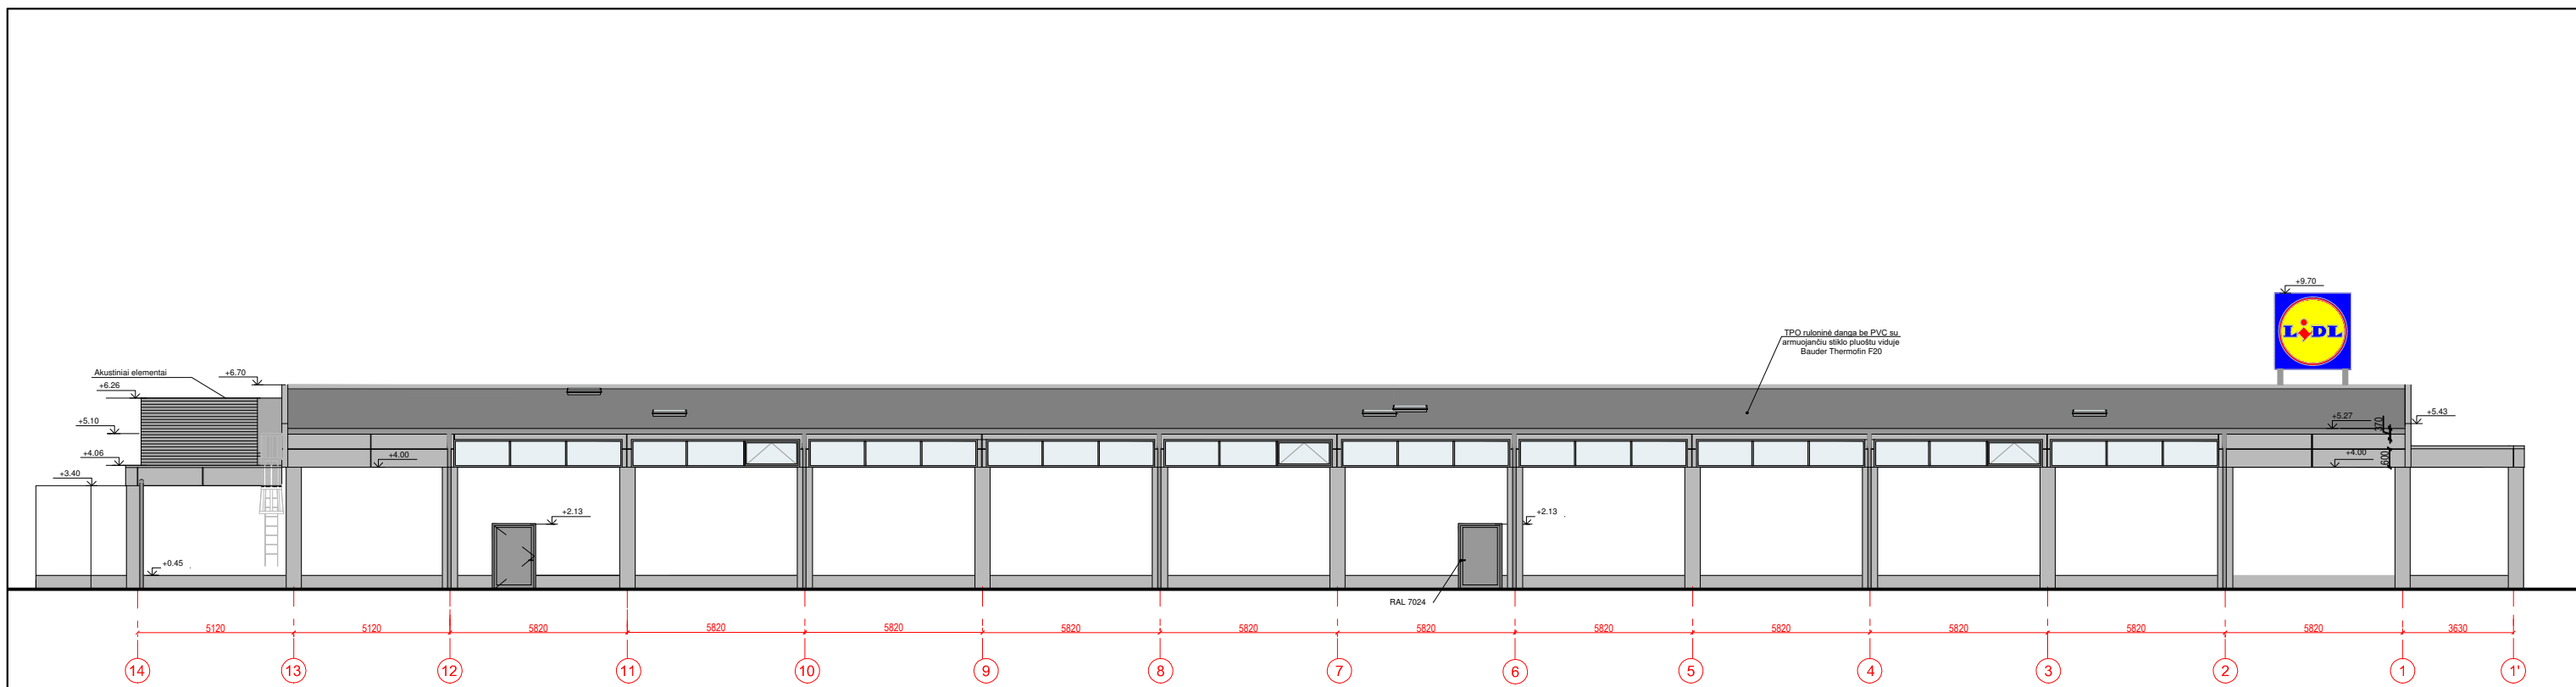 +9.70
LiDL
TPO ruloninė danga be PVC su
armuojančiu stiklo pluoštu viduje
Bauder Thermofin F20
Akustiniai elementai
+6.70
+6.26
+5.10
+4.06
+4.00
+3.40
+0.45
+2.13
+2.13
RAL 7024
+5.27
370
+5.43
+4.00
600
5120 5120 5820 5820 5820 5820 5820 5820 5820 5820 5820 5820 5820 3630
14 13 12 11 10 9 8 7 6 5 4 3 2 1 1'